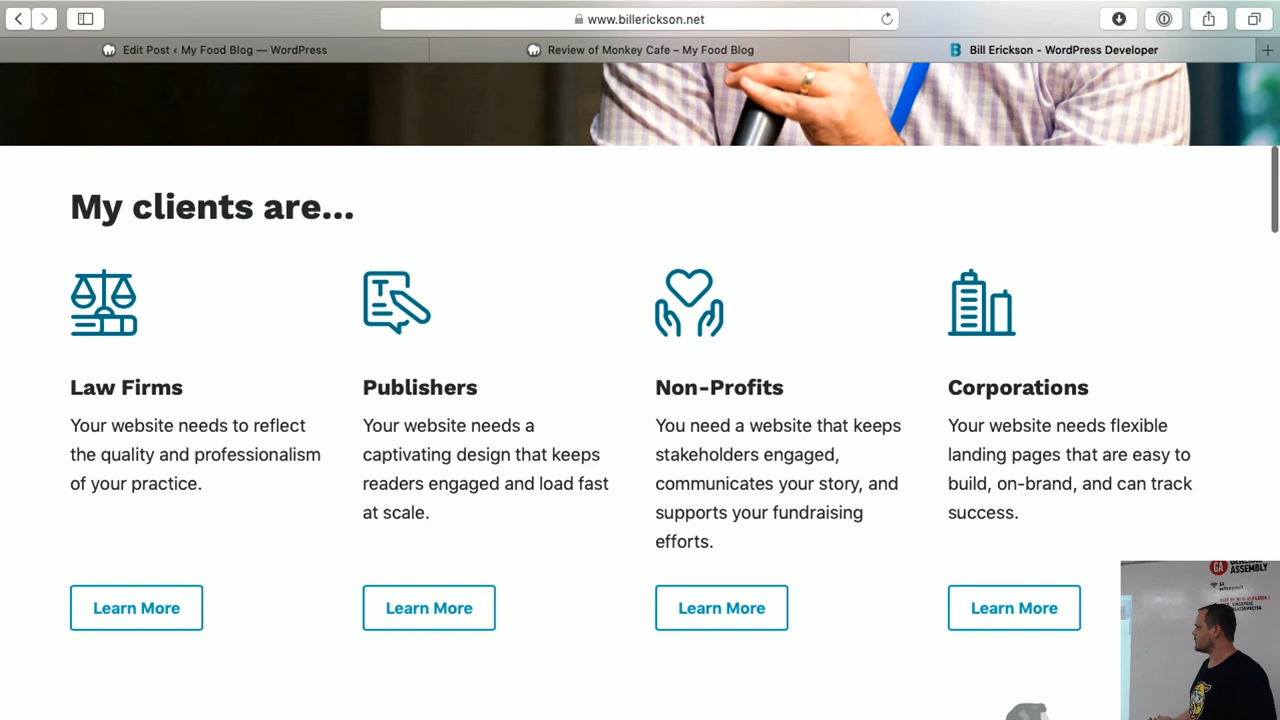 www.billerickson.net
Edit Post ‹ My Food Blog — WordPress
Review of Monkey Cafe – My Food Blog
Bill Erickson - WordPress Developer
My clients are...
Law Firms
Your website needs to reflect
the quality and professionalism
of your practice.
Learn More
Publishers
Your website needs a
captivating design that keeps
readers engaged and load fast
at scale.
Learn More
Non-Profits
You need a website that keeps
stakeholders engaged,
communicates your story, and
supports your fundraising
efforts.
Learn More
Corporations
Your website needs flexible
landing pages that are easy to
build, on-brand, and can track
success.
Learn More
GA
GENERAL
ASSEMBLY